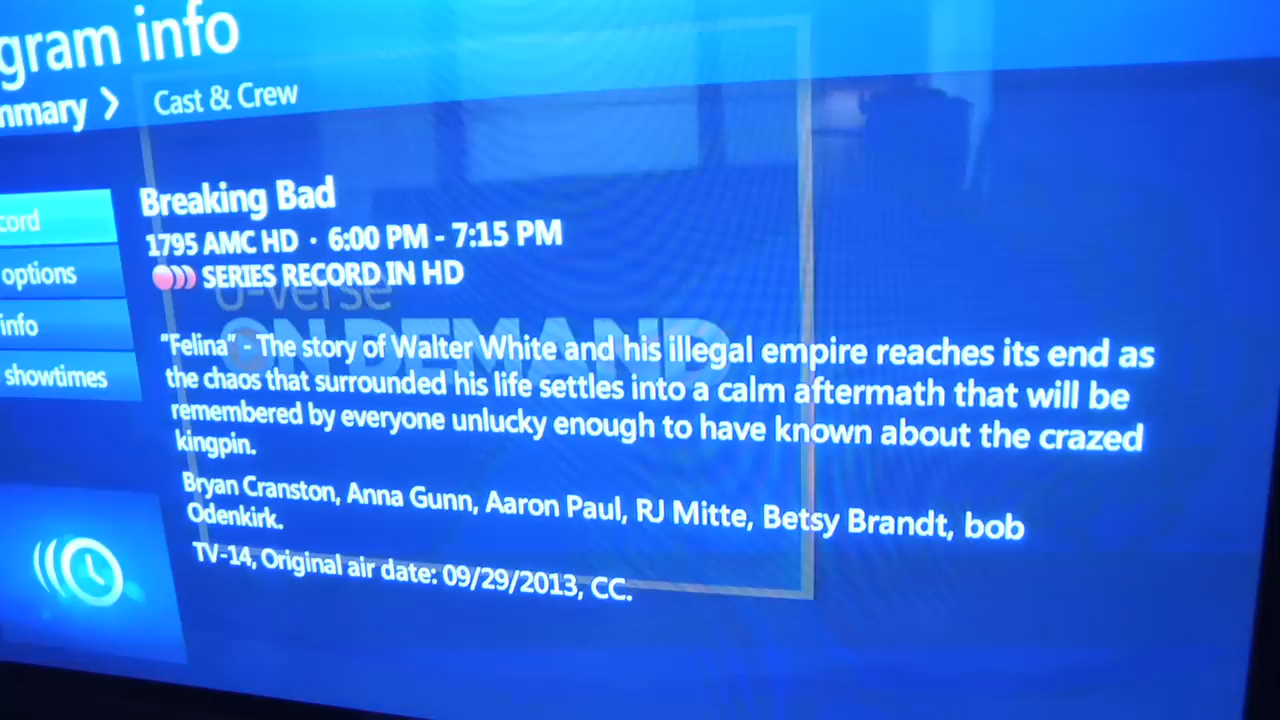 gram info
mmary > Cast & Crew
Breaking Bad
1795 AMC HD · 6:00 PM - 7:15 PM
SERIES RECORD IN HD
cord
options
info
showtimes
U-verse
ON DEMAND
"Felina" - The story of Walter White and his illegal empire reaches its end as
the chaos that surrounded his life settles into a calm aftermath that will be
remembered by everyone unlucky enough to have known about the crazed
kingpin.
Bryan Cranston, Anna Gunn, Aaron Paul, RJ Mitte, Betsy Brandt, bob
Odenkirk.
TV-14, Original air date: 09/29/2013, CC.